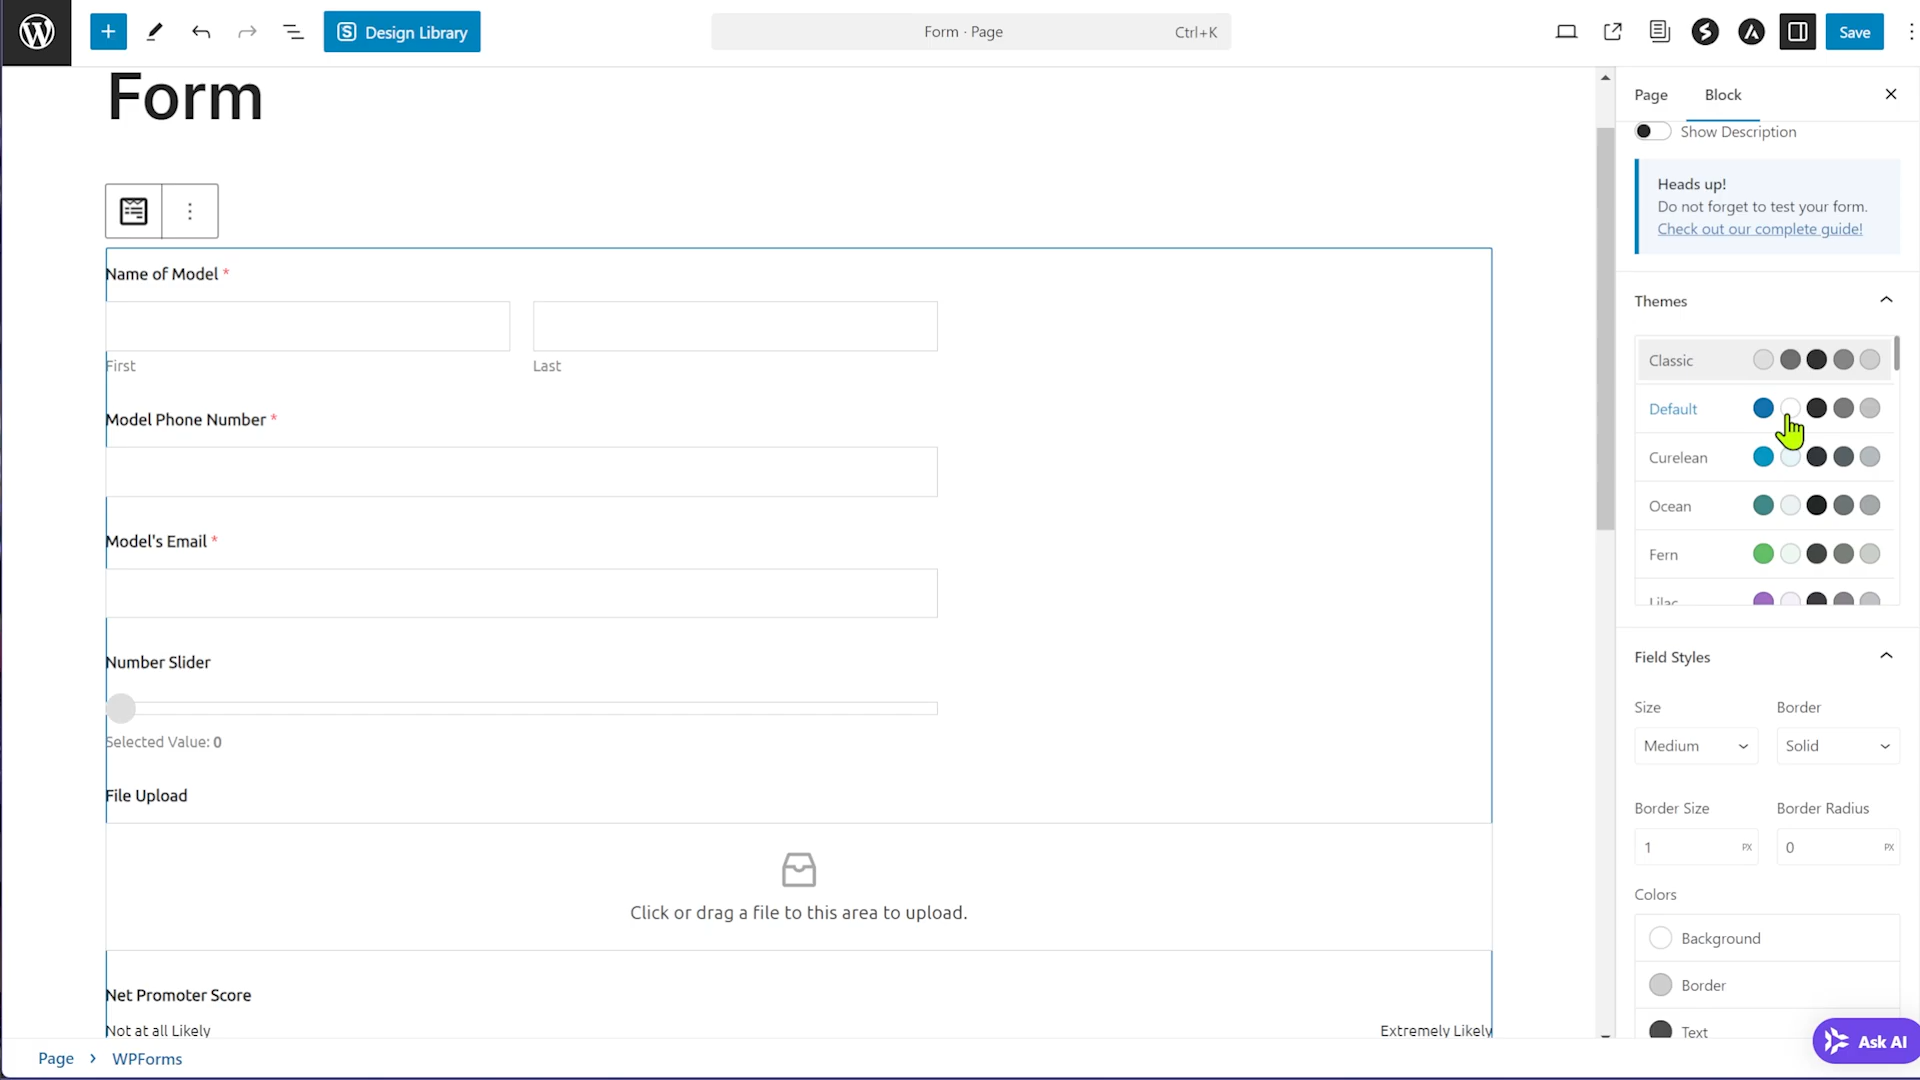 Design Library
Form · Page
Ctrl+K
Save
Form
Page
Block
Show Description
Heads up!
Do not forget to test your form.
Check out our complete guide!
Name of Model *
First
Last
Model Phone Number *
Model's Email *
Number Slider
Selected Value: 0
File Upload
Click or drag a file to this area to upload.
Net Promoter Score
Not at all Likely
Extremely Likely
Themes
Classic
Default
Curelean
Ocean
Fern
Lilac
Field Styles
Size
Border
Medium
Solid
Border Size
Border Radius
1
PX
0
PX
Colors
Background
Border
Text
Ask AI
Page
WPForms